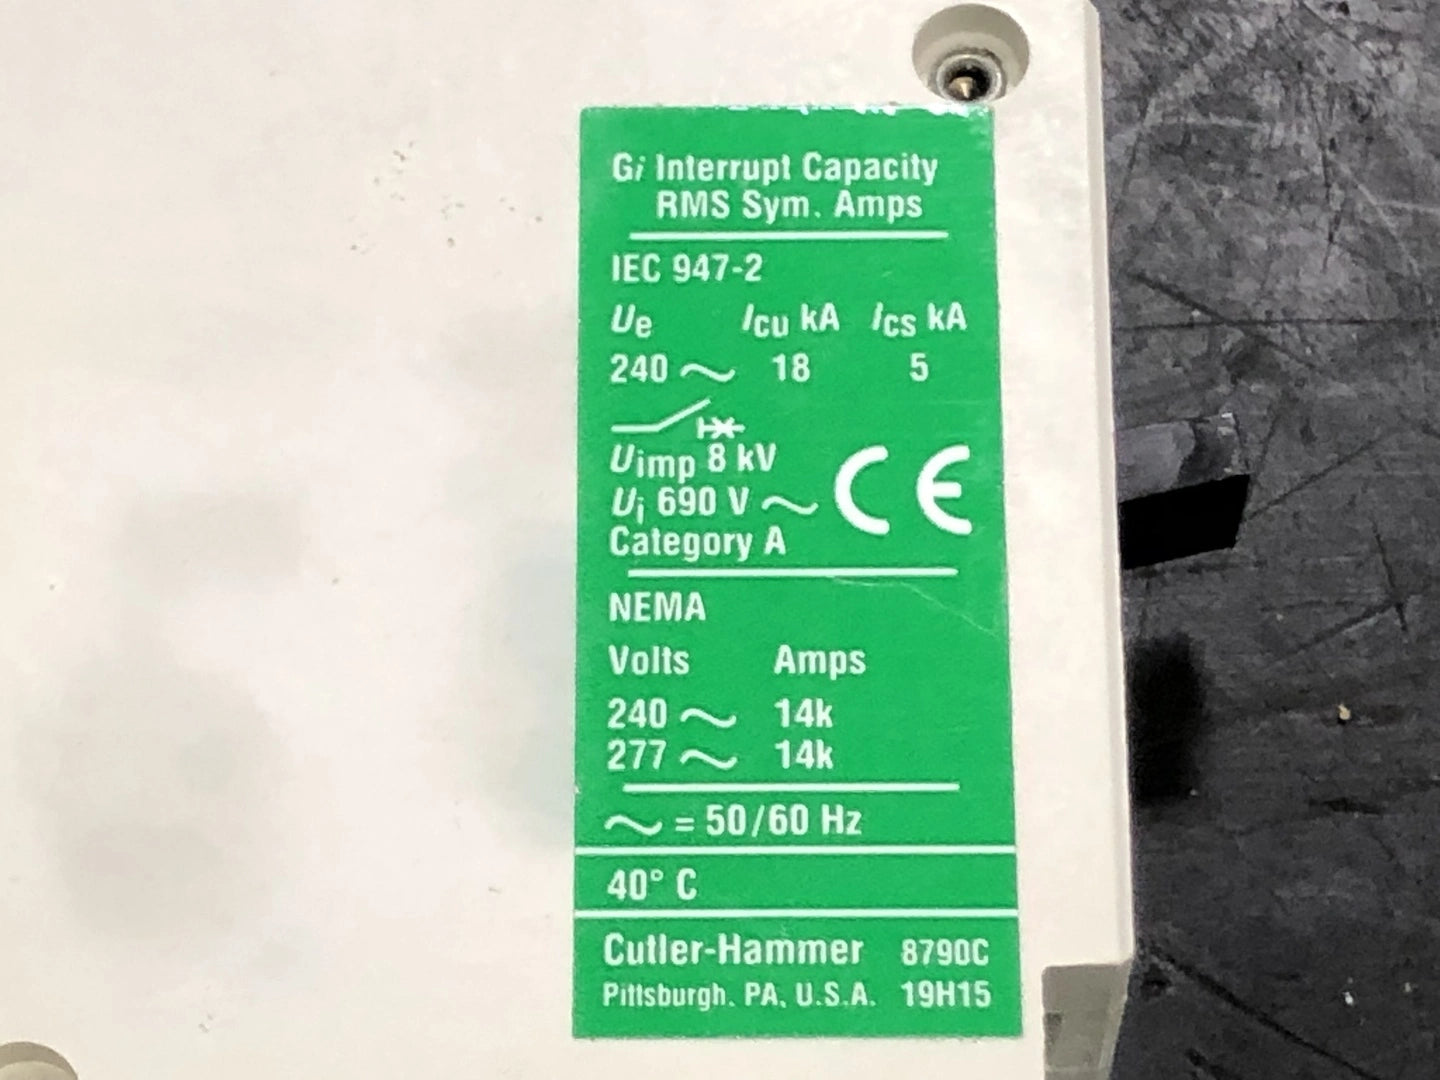 Gi Interrupt Capacity
RMS Sym. Amps
IEC 947-2
Ue Icu kA Ics kA
240 ~ 18 5
Uimp 8 kV
Ui 690 V ~
CE
Category A
NEMA
Volts Amps
240 ~ 14k
277 ~ 14k
~ = 50/60 Hz
40° C
Cutler-Hammer 8790C
Pittsburgh, PA, U.S.A. 19H15